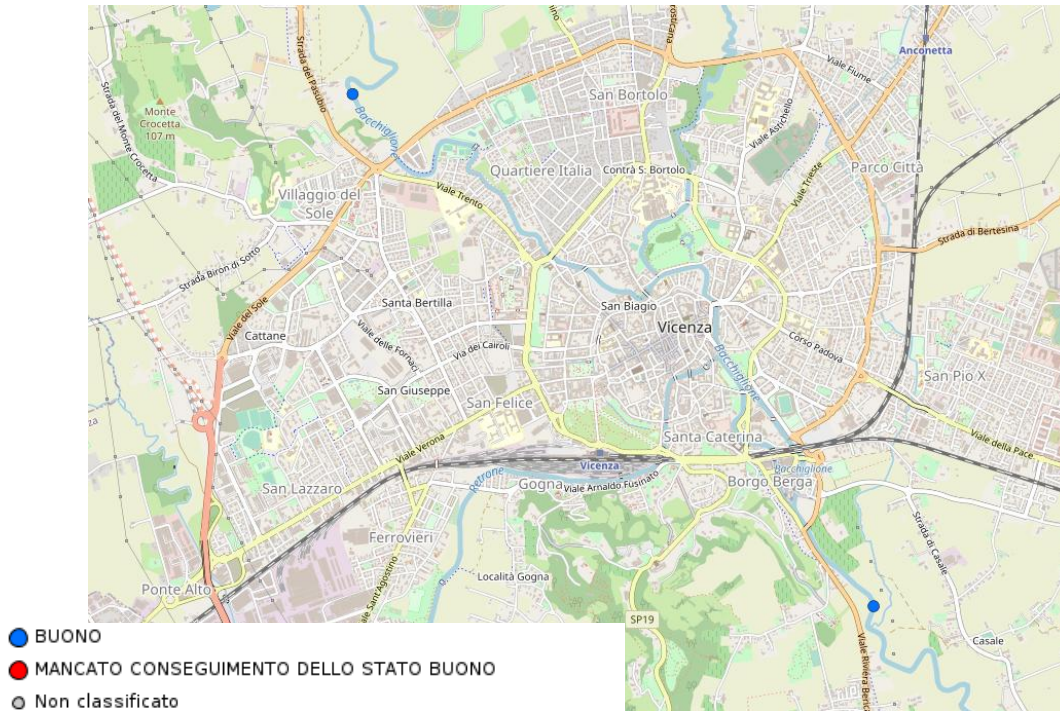 Anconetta
Viale Fiume
San Bortolo
Strada del Pasubio
Monte
Crocetta
107 m
Bacchiglione
Strada del Monte Crocetta
Viale Astichello
Strada di Bertesina
Quartiere Italia
Contrà S. Bortolo
Viale Trieste
Parco Città
Villaggio del
Sole
Viale Trento
Strada di Bertesina
Strada Biron di Sotto
Viale del Sole
Santa Bertilla
San Biagio
Vicenza
Cattane
Viale delle Fornaci
Via dei Cairoli
Bacchiglione
Corso Padova
San Giuseppe
San Felice
San Pio X
Viale Verona
Santa Caterina
Viale della Pace
Vicenza
Bacchiglione
Retrone
Gogna
Viale Arnaldo Fusinato
Borgo Berga
San Lazzaro
Ferrovieri
Strada di Casale
Località Gogna
Ponte Alto
SP19
Casale
BUONO
MANCATO CONSEGUIMENTO DELLO STATO BUONO
Non classificato